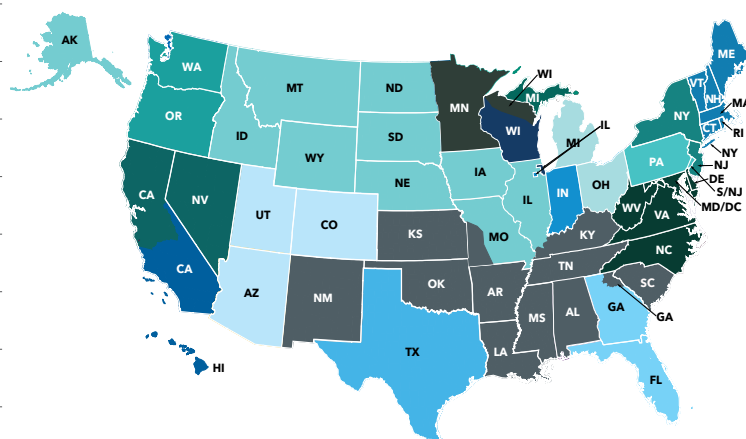 AK
WA
MT
ND
MN
WI
MI
ME
VT
NH
MA
OR
ID
SD
WI
IL
MI
NY
CT
RI
NY
WY
IA
PA
NJ
DE
S/NJ
MD/DC
CA
NV
NE
IL
IN
OH
WV
VA
UT
CO
KS
MO
KY
NC
CA
AZ
NM
OK
AR
TN
SC
GA
MS
AL
GA
TX
LA
HI
FL